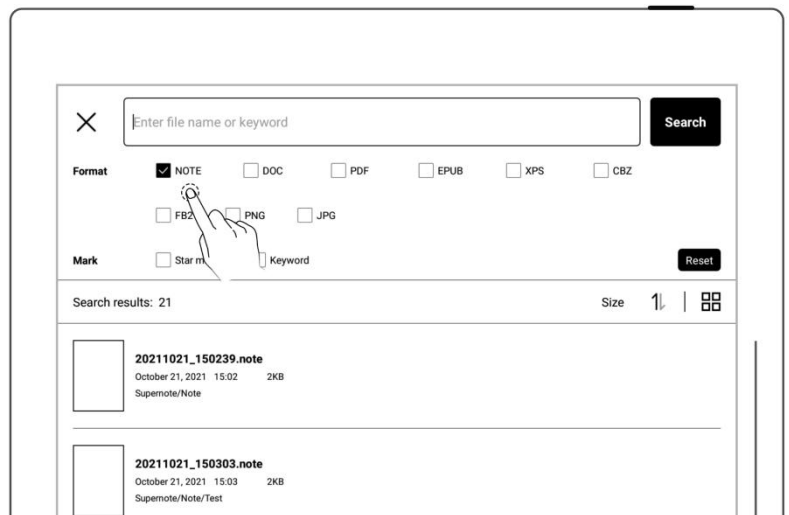 Enter file name or keyword
Search
Format NOTE DOC PDF EPUB XPS CBZ
FB2 PNG JPG
Mark Star m Keyword Reset
Search results: 21 Size
20211021_150239.note
October 21, 2021 15:02 2KB
Supernote/Note
20211021_150303.note
October 21, 2021 15:03 2KB
Supernote/Note/Test